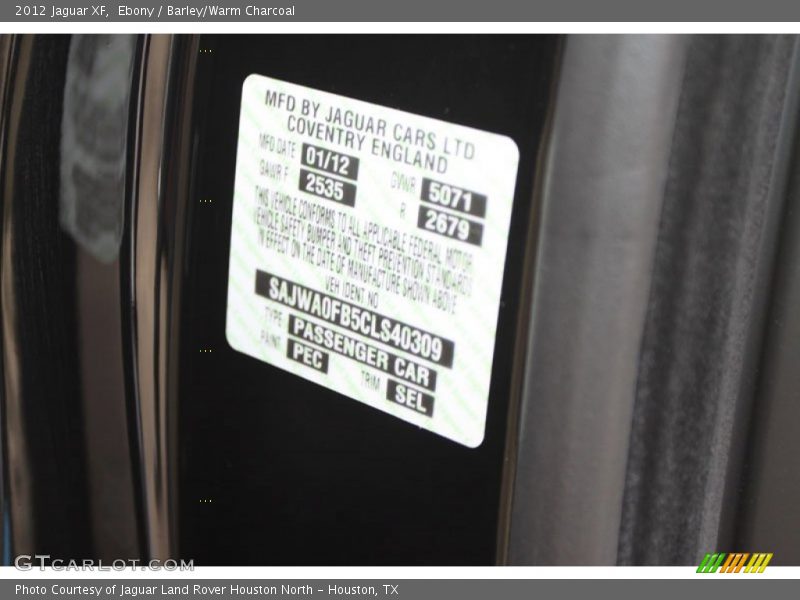 2012 Jaguar XF, Ebony / Barley/Warm Charcoal
MFD BY JAGUAR CARS LTD
COVENTRY ENGLAND
MFD DATE 01/12 GVWR 5071
GAWR F 2535 R 2679
THIS VEHICLE CONFORMS TO ALL APPLICABLE FEDERAL MOTOR
VEHICLE SAFETY BUMPER AND THEFT PREVENTION STANDARDS
IN EFFECT ON THE DATE OF MANUFACTURE SHOWN ABOVE
VEH IDENT NO
SAJWA0FB5CLS40309
TYPE PASSENGER CAR
PAINT PEC TRIM SEL
GTCARLOT.COM
Photo Courtesy of Jaguar Land Rover Houston North - Houston, TX